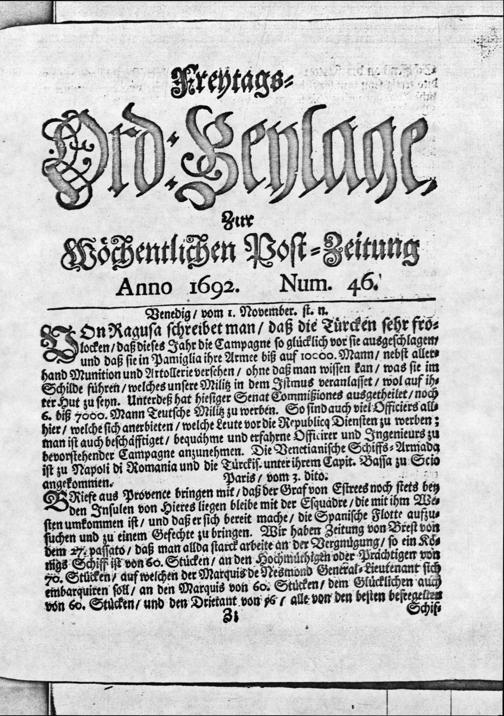 Freytags-
Ord-Beylage,
Zur
Wöchentlichen Post-Zeitung
Anno 1692. Num. 46.
Venedig/ vom 1. November. st. n.
VOn Ragusa schreibet man/ daß die Türcken sehr fro-
locken/ daß dieses Jahr die Campagne so glücklich vor sie ausgeschlagen/
und daß sie in Pamiglia ihre Armee biß auf 10000. Mann/ nebst aller-
hand Munition und Artollerie versehen/ ohne daß man wissen kan/ was sie im
Schilde führen/ welches unsere Militz in dem Istmus veranlasset/ wol auf ih-
rer Hut zu seyn. Unterdeß hat hiesiger Senat Commißiones ausgetheilet/ noch
6. biß 7000. Mann Teutsche Militz zu werben. So sind auch viel Officiers all-
hier/ welche sich anerbieten/ welche Leute vor die Republicq Diensten zu werben;
man ist auch beschäfftiget/ bequähme und erfahrne Officirer und Ingenieurs zu
bevorstehender Campagne anzunehmen. Die Venetianische Schiffs-Armada
ist zu Napoli di Romania und die Türckis. unter ihrem Capit. Bassa zu Scio
angekommen. Paris/ vom 3. dito.
BRiefe aus Provence bringen mit/ daß der Graf von Estrees noch stets bey
den Insulen von Hieres liegen bleibe mit der Esquadre/ die mit ihm We-
sten umkommen ist/ und daß er sich bereit mache/ die Spanische Flotte aufzu-
suchen und zu einem Gefechte zu bringen. Wir haben Zeitung von Brest von
dem 27. passato/ daß man allda starck arbeite an der Vergnügung/ so ein Kö-
nigs Schiff ist von 60. Stücken/ an den Hochmüthigen oder Prächtigen von
70. Stücken/ auf welchen der Marquis de Nesmond General-Lieutenant sich
embarquiren soll/ an den Marquis von 60. Stücken/ dem Glücklichen auch
von 60. Stücken/ und den Drietant von 56/ alle von den besten besegelten
Zz Schif-